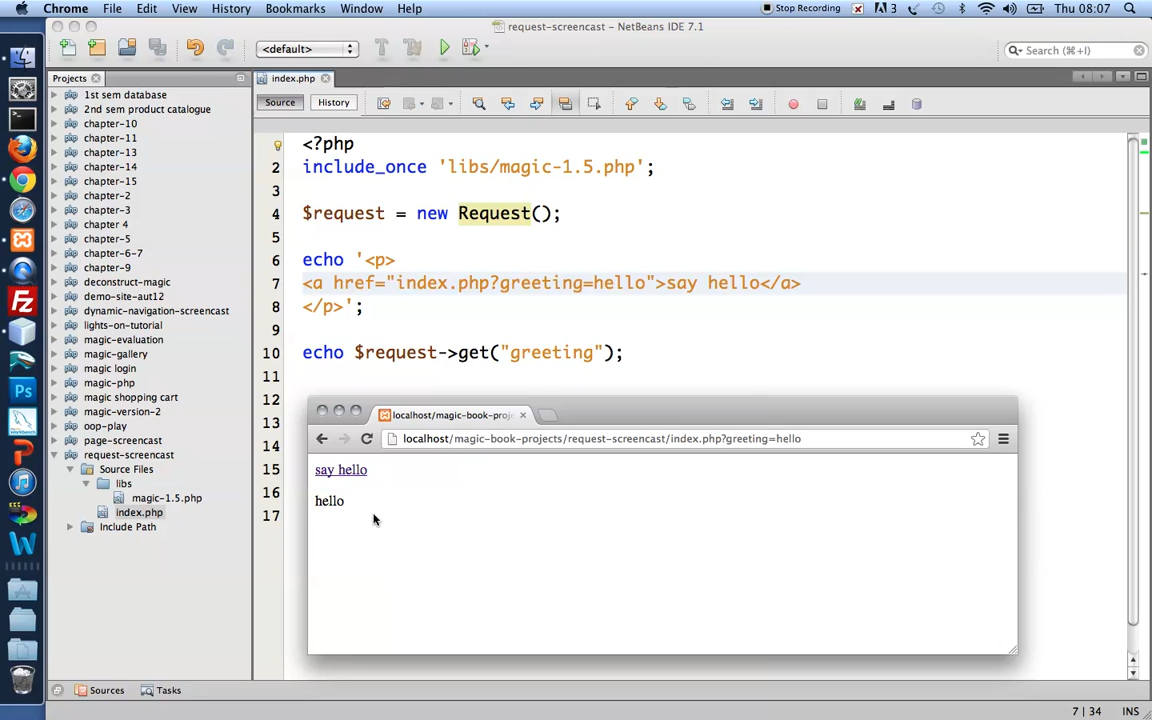 Chrome File Edit View History Bookmarks Window Help Stop Recording 3 Thu 08:07
request-screencast – NetBeans IDE 7.1
<default> Search (⌘+I)
Projects index.php
Source History
1st sem database
2nd sem product catalogue
chapter-10
chapter-11
chapter-13
chapter-14
chapter-15
chapter-2
chapter-3
chapter 4
chapter-5
chapter-6-7
chapter-9
deconstruct-magic
demo-site-aut12
dynamic-navigation-screencast
lights-on-tutorial
magic-evaluation
magic-gallery
magic login
magic-php
magic shopping cart
magic-version-2
oop-play
page-screencast
request-screencast
Source Files
libs
magic-1.5.php
index.php
Include Path
<?php
2 include_once 'libs/magic-1.5.php';
3
4 $request = new Request();
5
6 echo '<p>
7 <a href="index.php?greeting=hello">say hello</a>
8 </p>';
9
10 echo $request->get("greeting");
11
12
13
14
15
16
17
localhost/magic-book-proj
localhost/magic-book-projects/request-screencast/index.php?greeting=hello
say hello
hello
Sources Tasks
7 | 34 INS
Fz
Ps
W